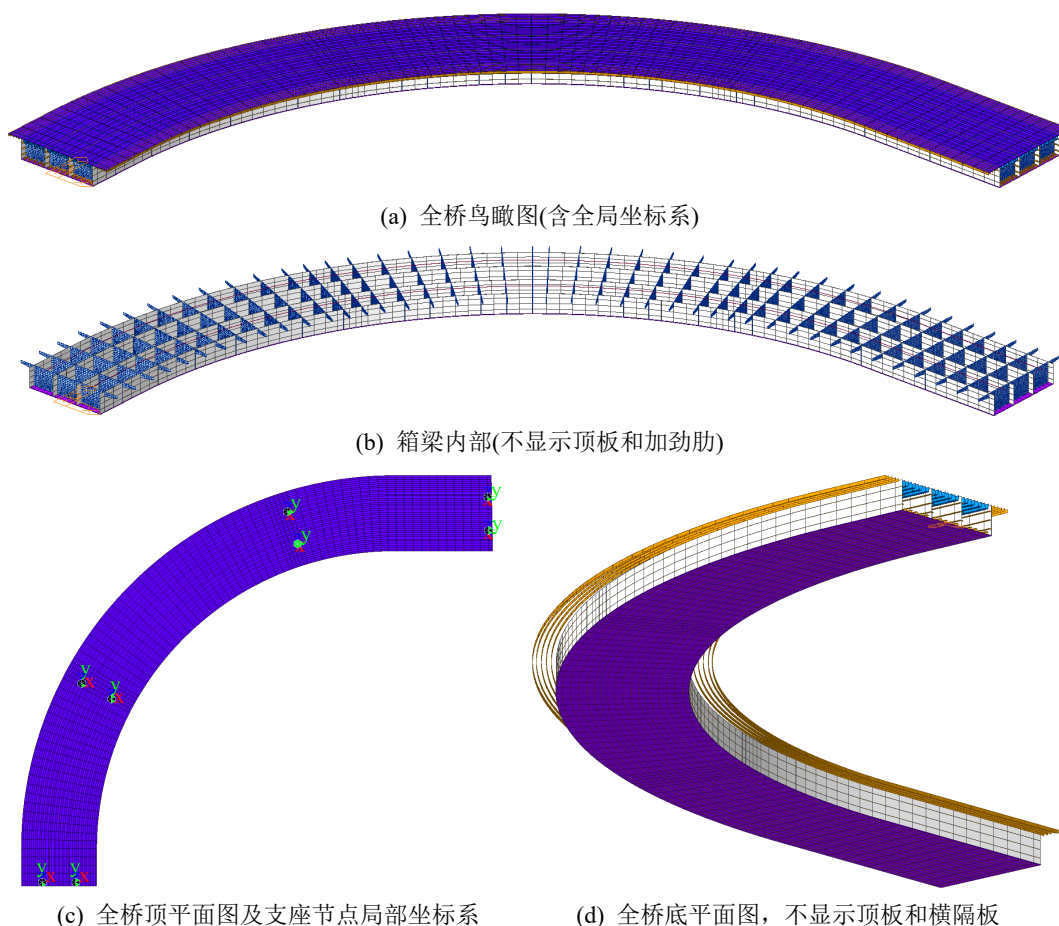 (a) 全桥鸟瞰图(含全局坐标系)
(b) 箱梁内部(不显示顶板和加劲肋)
y
x
y
x
y
x
y
y
x
y
x
y
x
y
x
(c) 全桥顶平面图及支座节点局部坐标系
(d) 全桥底平面图，不显示顶板和横隔板